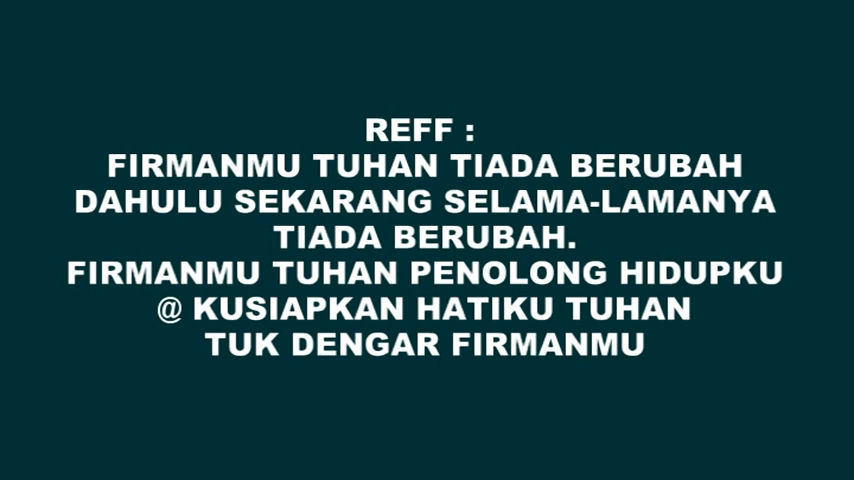 REFF :
FIRMANMU TUHAN TIADA BERUBAH
DAHULU SEKARANG SELAMA-LAMANYA
TIADA BERUBAH.
FIRMANMU TUHAN PENOLONG HIDUPKU
@ KUSIAPKAN HATIKU TUHAN
TUK DENGAR FIRMANMU